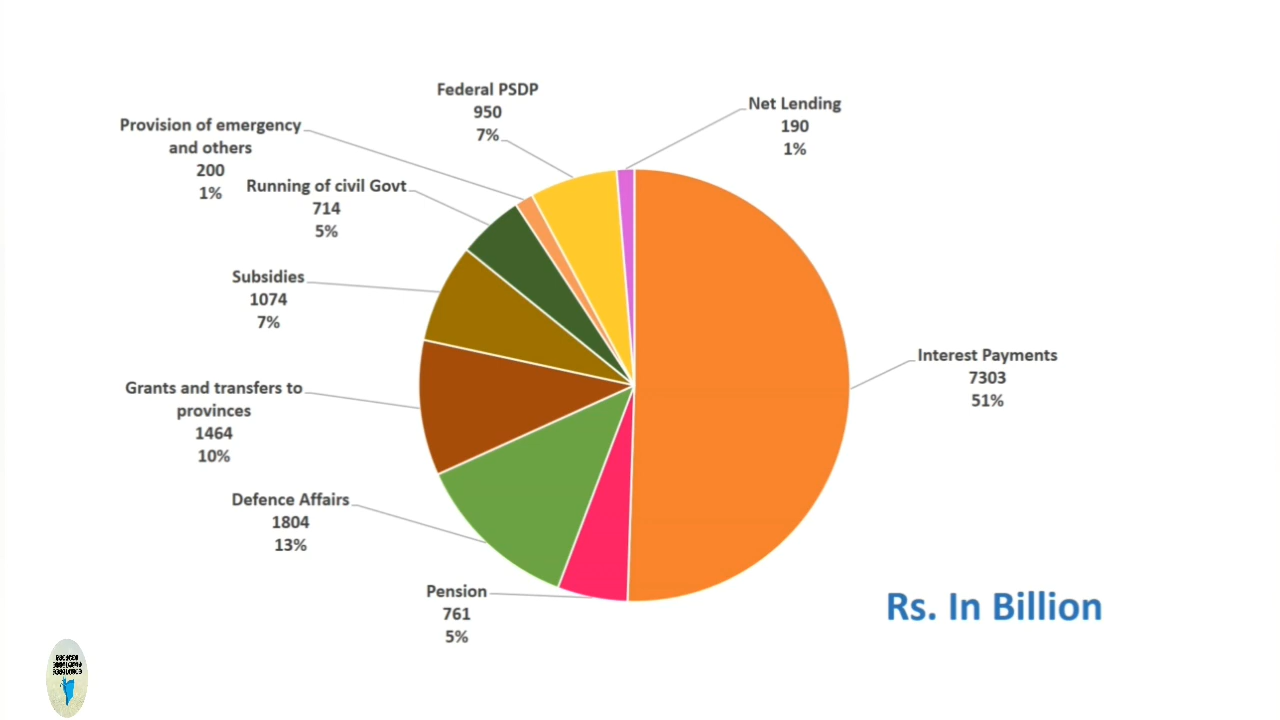 Federal PSDP
950
7%
Net Lending
190
1%
Provision of emergency
and others
200
1%
Running of civil Govt
714
5%
Subsidies
1074
7%
Interest Payments
7303
51%
Grants and transfers to
provinces
1464
10%
Defence Affairs
1804
13%
Pension
761
5%
Rs. In Billion